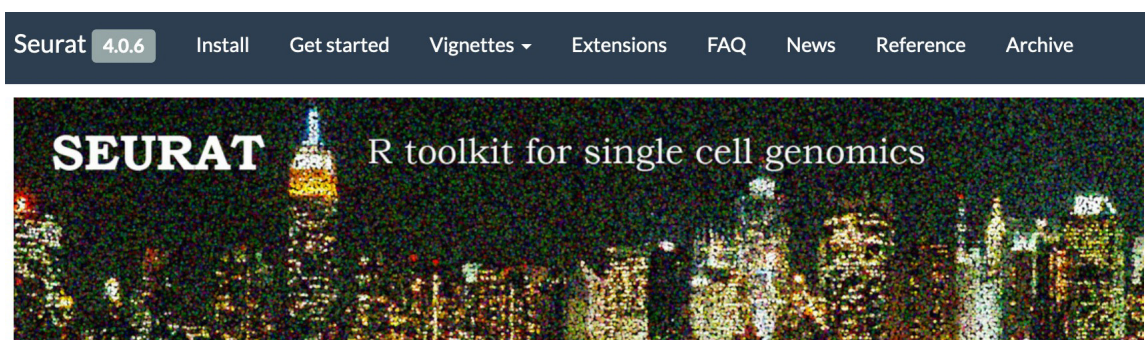 Seurat 4.0.6 Install Get started Vignettes Extensions FAQ News Reference Archive
SEURAT R toolkit for single cell genomics